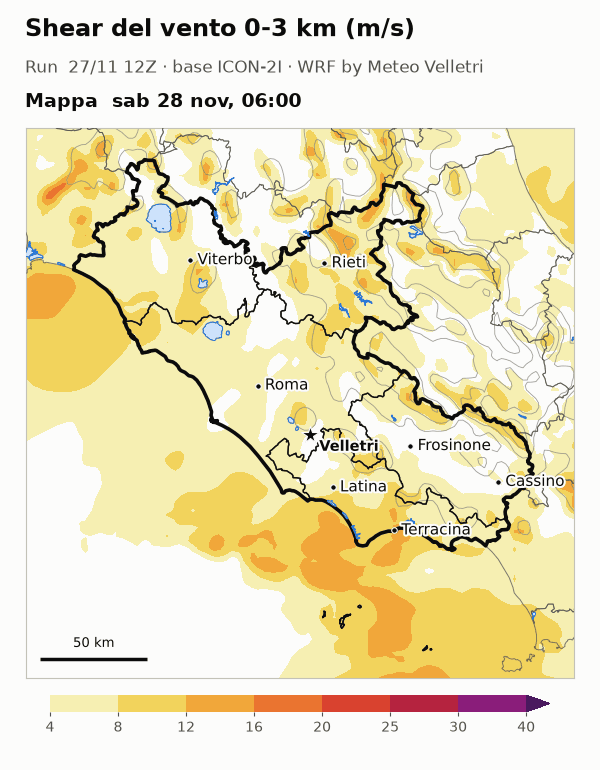 Shear del vento 0-3 km (m/s)
Run  27/11 12Z · base ICON-2I · WRF by Meteo Velletri
Mappa  sab 28 nov, 06:00
Viterbo
Rieti
Roma
Velletri
Frosinone
Latina
Cassino
Terracina
50 km
4 8 12 16 20 25 30 40